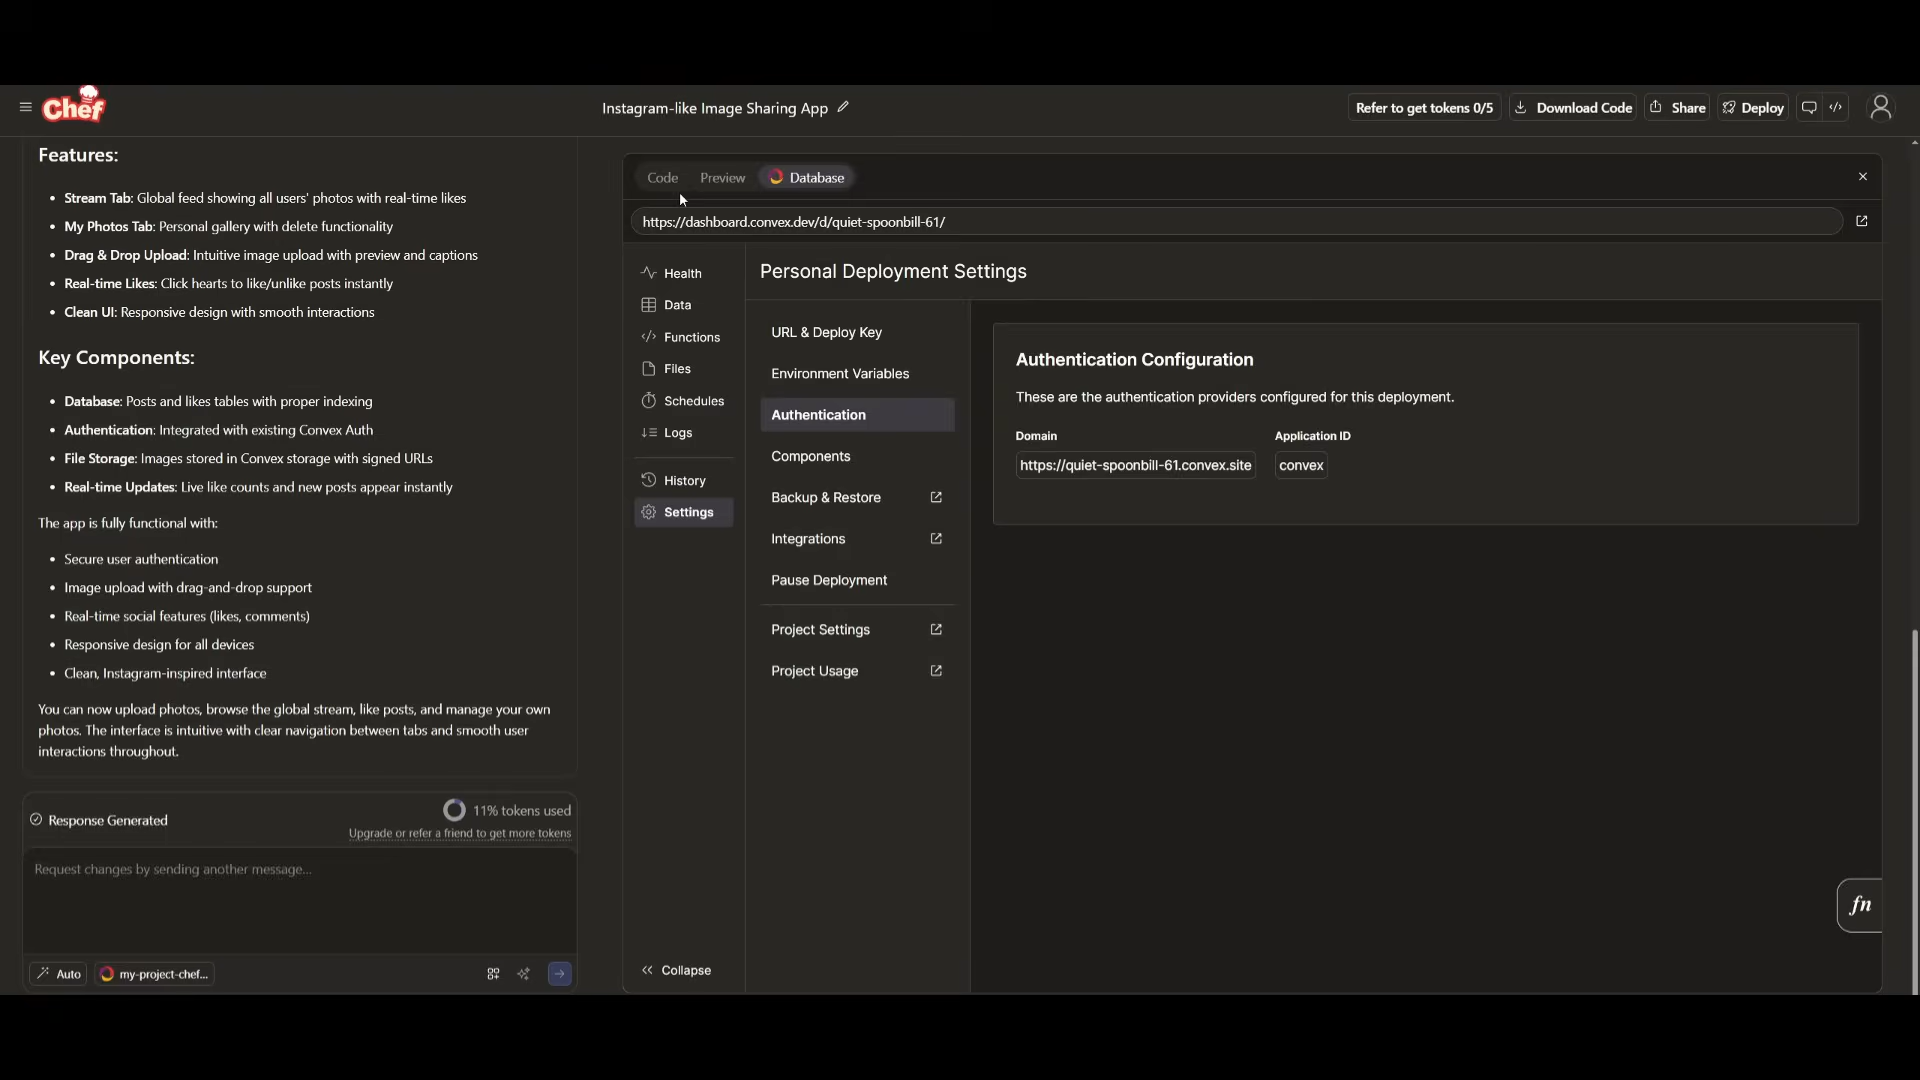 Chef
Instagram-like Image Sharing App
Refer to get tokens 0/5
Download Code
Share
Deploy
Features:
Stream Tab: Global feed showing all users' photos with real-time likes
My Photos Tab: Personal gallery with delete functionality
Drag & Drop Upload: Intuitive image upload with preview and captions
Real-time Likes: Click hearts to like/unlike posts instantly
Clean UI: Responsive design with smooth interactions
Key Components:
Database: Posts and likes tables with proper indexing
Authentication: Integrated with existing Convex Auth
File Storage: Images stored in Convex storage with signed URLs
Real-time Updates: Live like counts and new posts appear instantly
The app is fully functional with:
Secure user authentication
Image upload with drag-and-drop support
Real-time social features (likes, comments)
Responsive design for all devices
Clean, Instagram-inspired interface
You can now upload photos, browse the global stream, like posts, and manage your own
photos. The interface is intuitive with clear navigation between tabs and smooth user
interactions throughout.
Response Generated
11% tokens used
Upgrade or refer a friend to get more tokens
Request changes by sending another message...
Auto
my-project-chef...
Code
Preview
Database
https://dashboard.convex.dev/d/quiet-spoonbill-61/
Health
Data
Functions
Files
Schedules
Logs
History
Settings
Collapse
Personal Deployment Settings
URL & Deploy Key
Environment Variables
Authentication
Components
Backup & Restore
Integrations
Pause Deployment
Project Settings
Project Usage
Authentication Configuration
These are the authentication providers configured for this deployment.
Domain
Application ID
https://quiet-spoonbill-61.convex.site
convex
fn